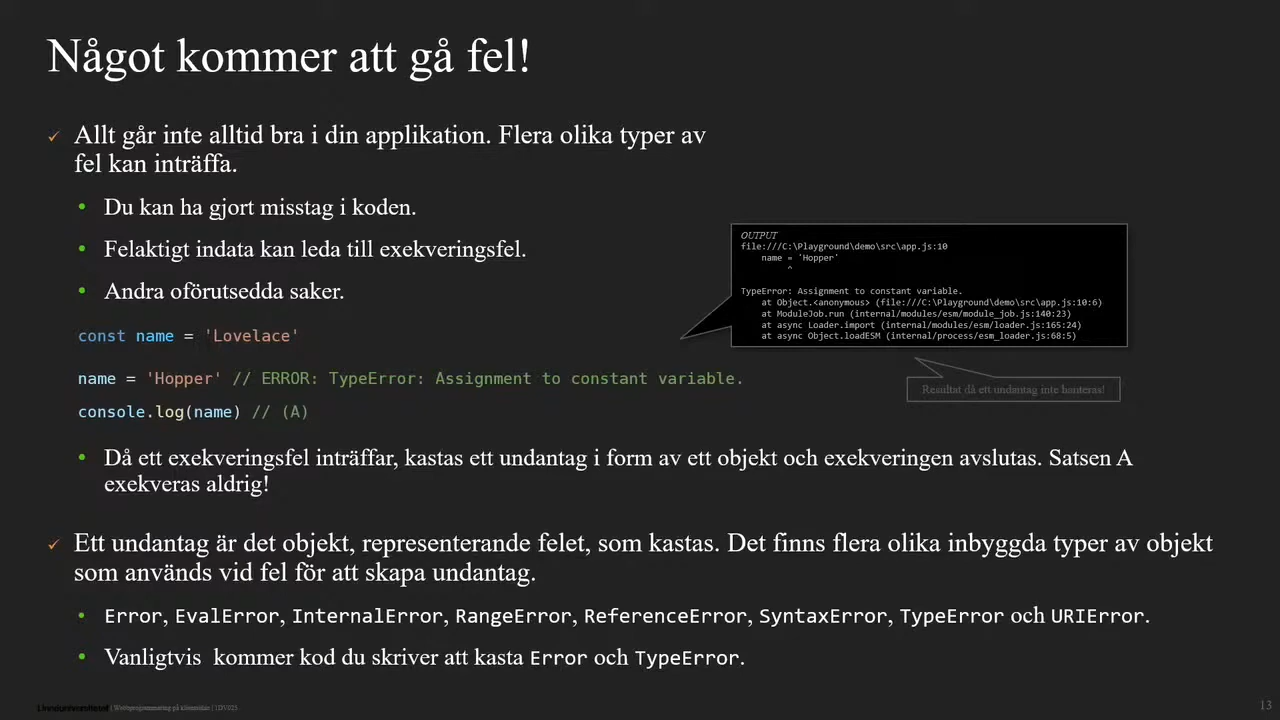 Något kommer att gå fel!
Allt går inte alltid bra i din applikation. Flera olika typer av
fel kan inträffa.
Du kan ha gjort misstag i koden.
Felaktigt indata kan leda till exekveringsfel.
Andra oförutsedda saker.
OUTPUT
file:///C:\Playground\demo\src\app.js:10
name = 'Hopper'
^
TypeError: Assignment to constant variable.
at Object.<anonymous> (file:///C:\Playground\demo\src\app.js:10:6)
at ModuleJob.run (internal/modules/esm/module_job.js:140:23)
at async Loader.import (internal/modules/esm/loader.js:165:24)
at async Object.loadESM (internal/process/esm_loader.js:68:5)
Resultat då ett undantag inte hanteras!
const name = 'Lovelace'
name = 'Hopper' // ERROR: TypeError: Assignment to constant variable.
console.log(name) // (A)
Då ett exekveringsfel inträffar, kastas ett undantag i form av ett objekt och exekveringen avslutas. Satsen A
exekveras aldrig!
Ett undantag är det objekt, representerande felet, som kastas. Det finns flera olika inbyggda typer av objekt
som används vid fel för att skapa undantag.
Error, EvalError, InternalError, RangeError, ReferenceError, SyntaxError, TypeError och URIError.
Vanligtvis kommer kod du skriver att kasta Error och TypeError.
Linnéuniversitetet | Webbprogrammering på klientsidan | 1DV025
13